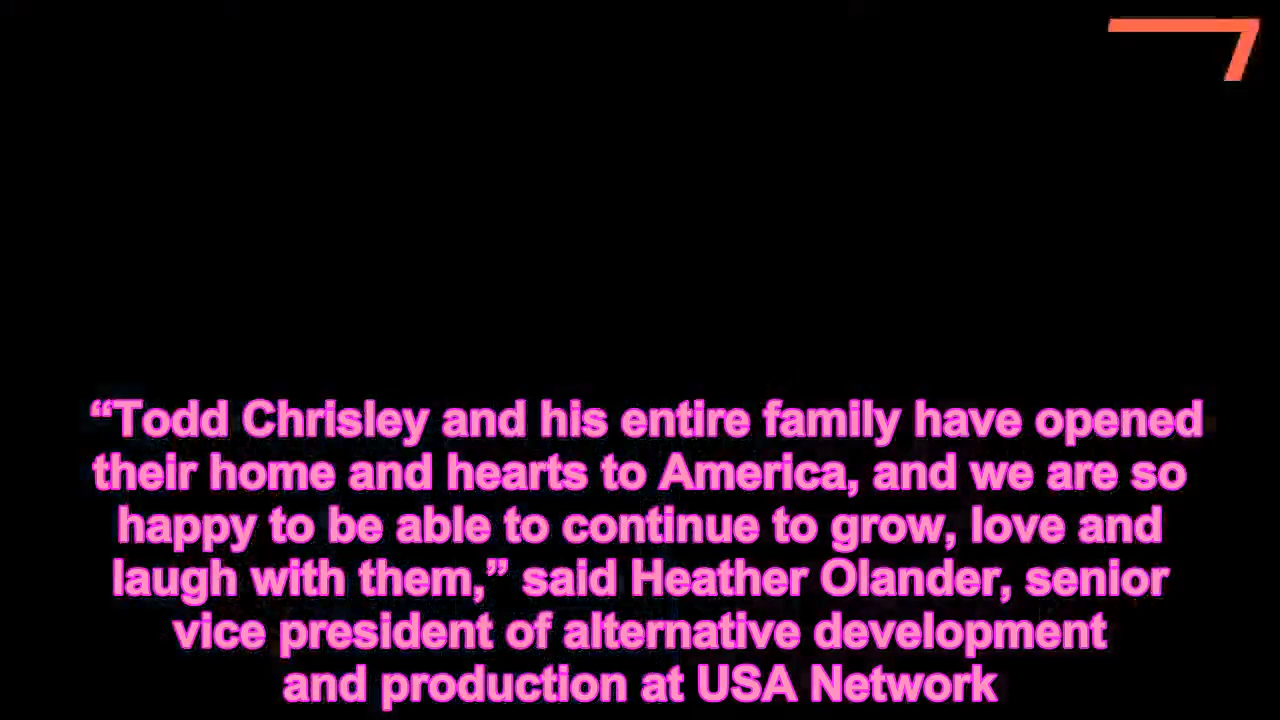 “Todd Chrisley and his entire family have opened
their home and hearts to America, and we are so
happy to be able to continue to grow, love and
laugh with them,” said Heather Olander, senior
vice president of alternative development
and production at USA Network